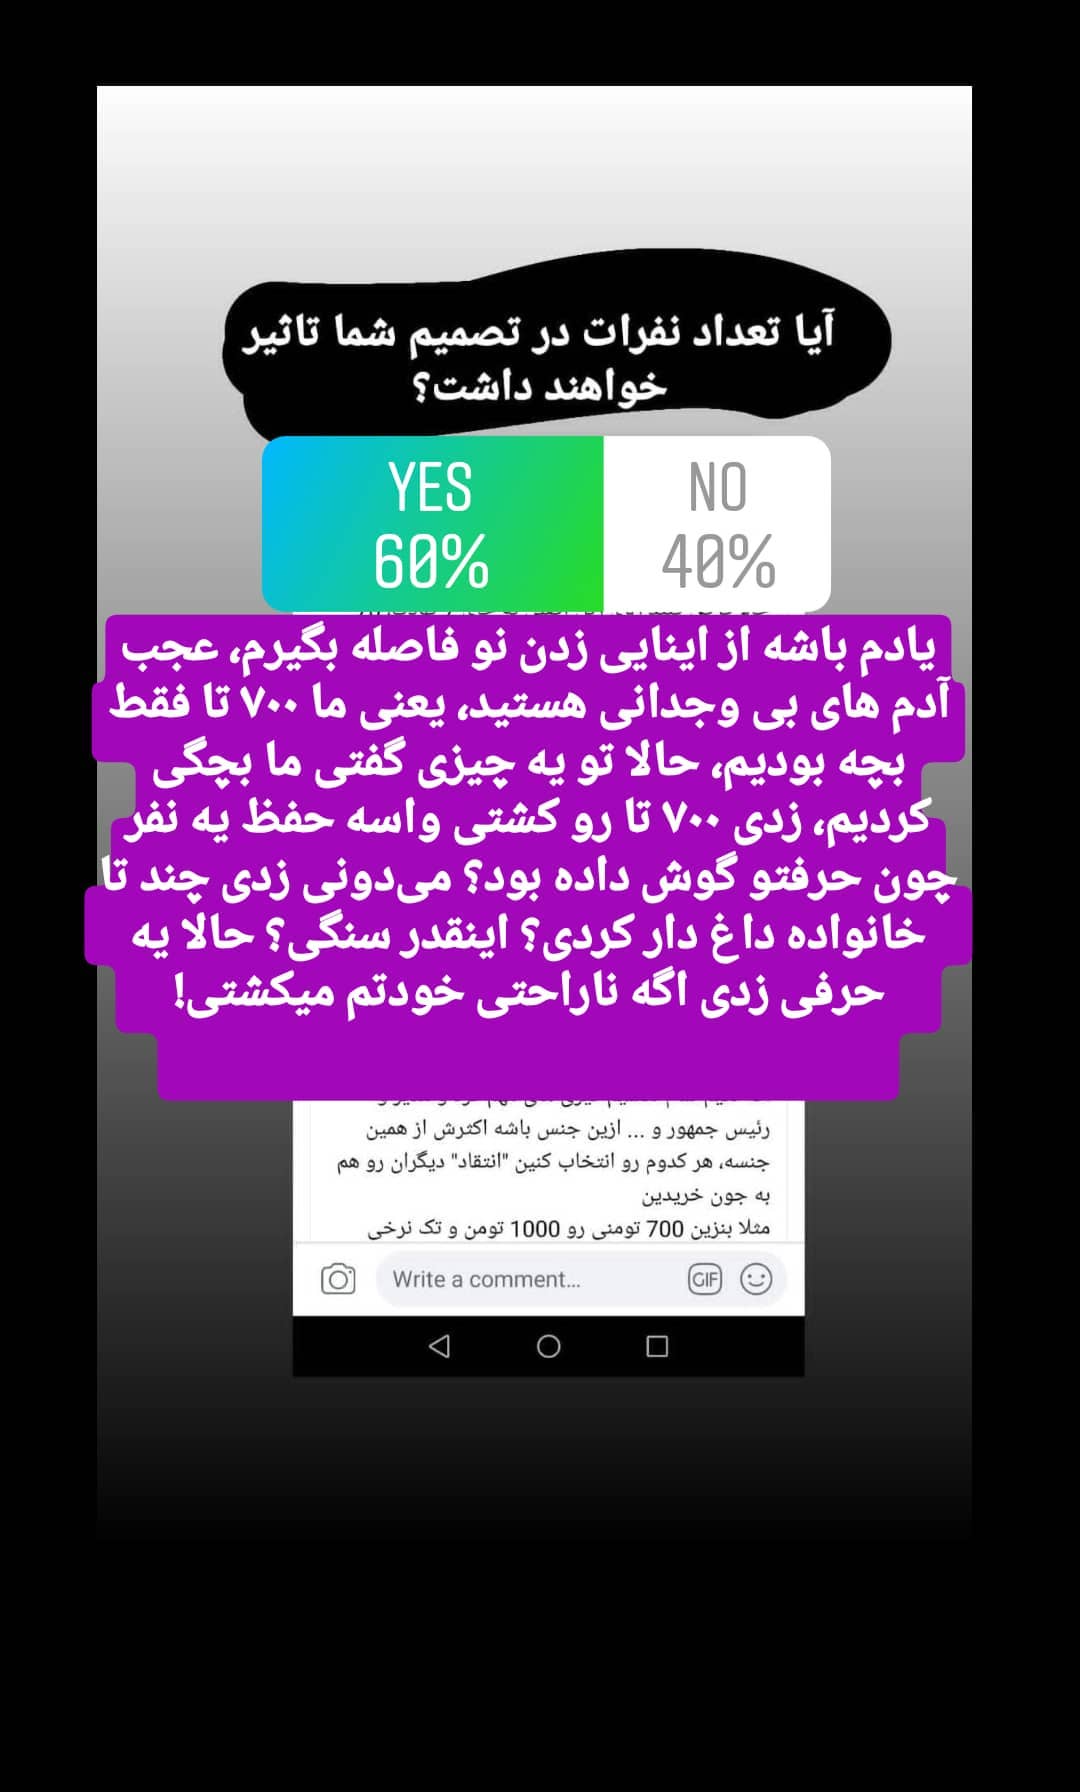 آیا تعداد نفرات در تصمیم شما تاثیر
خواهند داشت؟
YES NO
60% 40%
یادم باشه از اینایی زدن نو فاصله بگیرم، عجب
آدم های بی وجدانی هستید، یعنی ما ۷۰۰ تا فقط
بچه بودیم، حالا تو یه چیزی گفتی ما بچگی
کردیم، زدی ۷۰۰ تا رو کشتی واسه حفظ یه نفر
چون حرفتو گوش داده بود؟ می‌دونی زدی چند تا
خانواده داغ دار کردی؟ اینقدر سنگی؟ حالا یه
حرفی زدی اگه ناراحتی خودتم میکشتی!
رئیس جمهور و ... ازین جنس باشه اکثرش از همین
جنسه، هر کدوم رو انتخاب کنین "انتقاد" دیگران رو هم
به جون خریدین
مثلا بنزین 700 تومنی رو 1000 تومن و تک نرخی
Write a comment...
GIF